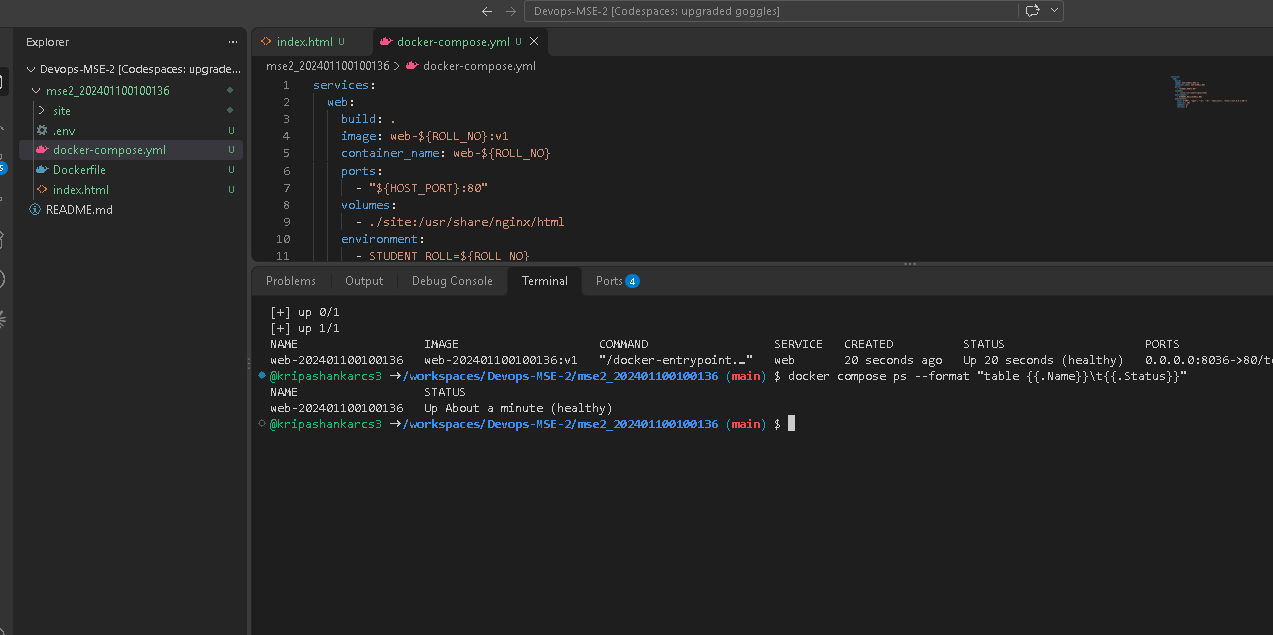 Devops-MSE-2 [Codespaces: upgraded goggles]
Explorer
Devops-MSE-2 [Codespaces: upgrade...
mse2_202401100100136
site
.env U
docker-compose.yml U
Dockerfile U
index.html U
README.md
index.html U docker-compose.yml U
mse2_202401100100136 > docker-compose.yml
1 services:
2 web:
3 build: .
4 image: web-${ROLL_NO}:v1
5 container_name: web-${ROLL_NO}
6 ports:
7 - "${HOST_PORT}:80"
8 volumes:
9 - ./site:/usr/share/nginx/html
10 environment:
11 - STUDENT_ROLL=${ROLL_NO}
Problems Output Debug Console Terminal Ports 4
[+] up 0/1
[+] up 1/1
NAME IMAGE COMMAND SERVICE CREATED STATUS PORTS
web-202401100100136 web-202401100100136:v1 "/docker-entrypoint.…" web 20 seconds ago Up 20 seconds (healthy) 0.0.0.0:8036->80/t
@kripashankarcs3 →/workspaces/Devops-MSE-2/mse2_202401100100136 (main) $ docker compose ps --format "table {{.Name}}\t{{.Status}}"
NAME STATUS
web-202401100100136 Up About a minute (healthy)
@kripashankarcs3 →/workspaces/Devops-MSE-2/mse2_202401100100136 (main) $